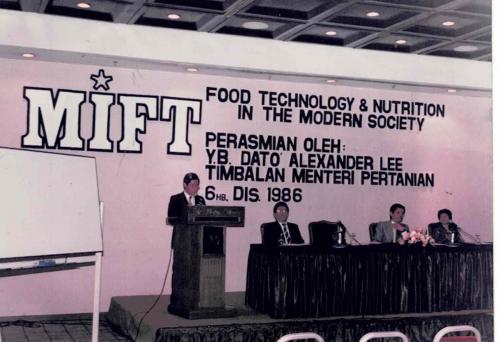 MIFT
FOOD TECHNOLOGY & NUTRITION
IN THE MODERN SOCIETY
PERASMIAN OLEH:
Y.B. DATO' ALEXANDER LEE
TIMBALAN MENTERI PERTANIAN
6HB. DIS. 1986